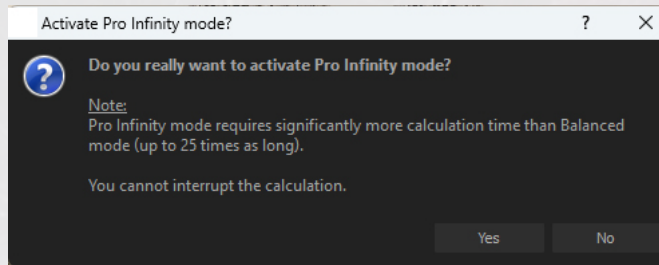 Activate Pro Infinity mode?
?
Do you really want to activate Pro Infinity mode?
Note:
Pro Infinity mode requires significantly more calculation time than Balanced
mode (up to 25 times as long).
You cannot interrupt the calculation.
Yes No